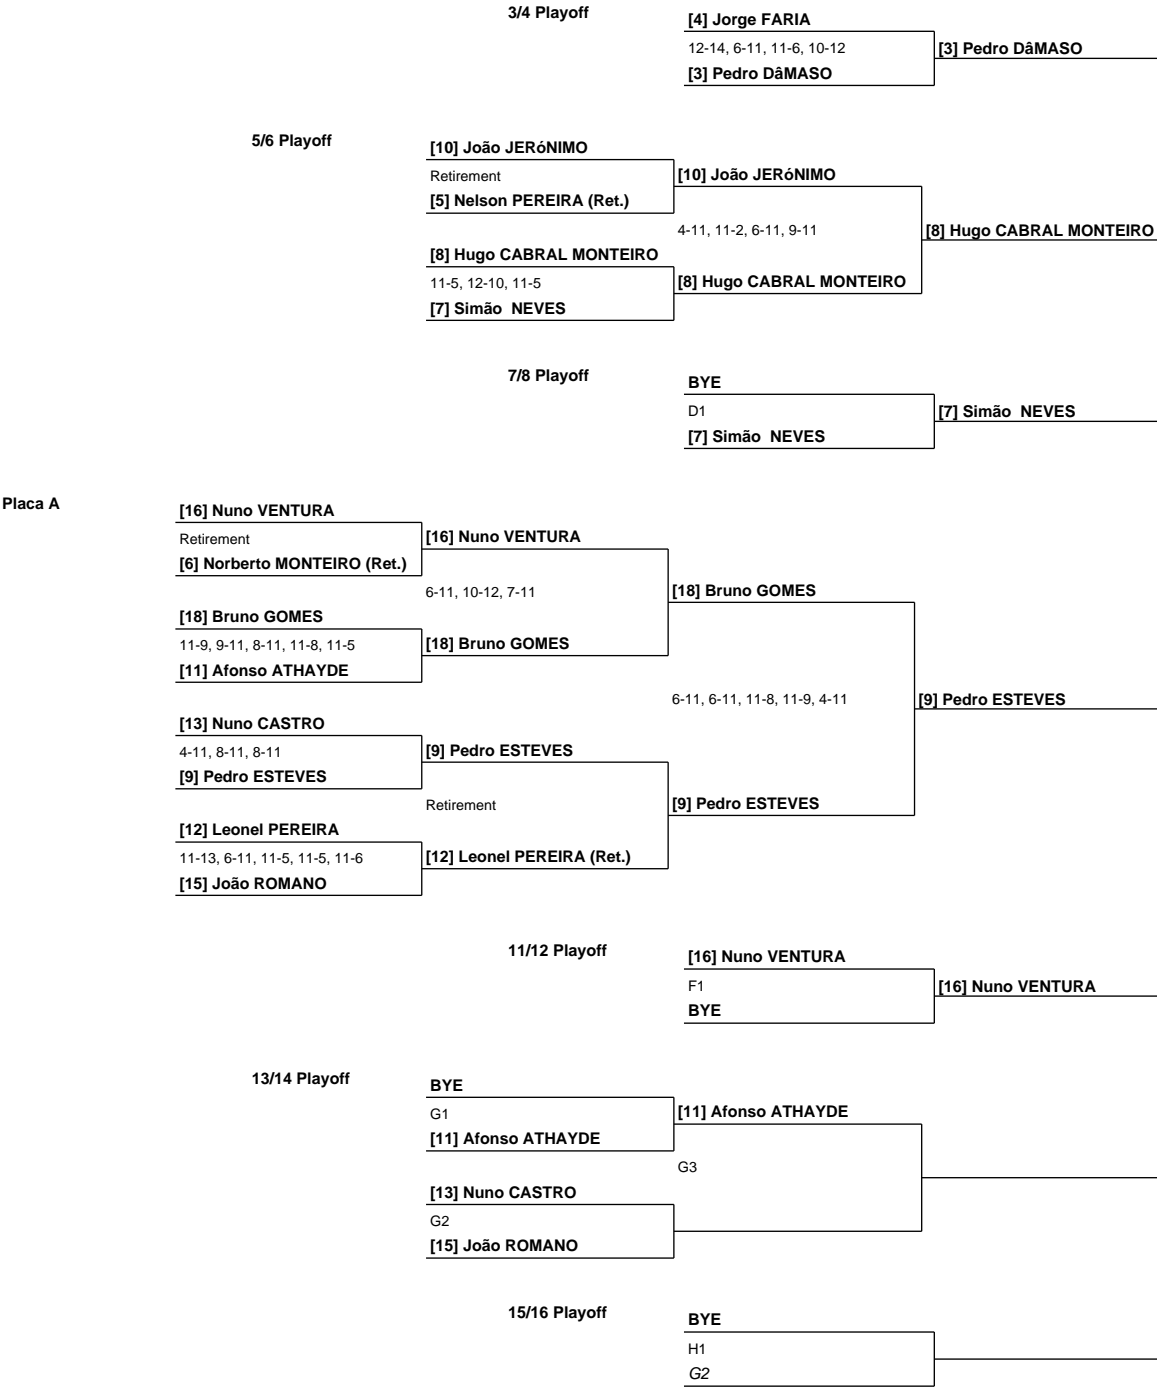 3/4 Playoff
[4] Jorge FARIA
12-14, 6-11, 11-6, 10-12
[3] Pedro DâMASO
[3] Pedro DâMASO
5/6 Playoff
[10] João JERóNIMO
Retirement
[10] João JERóNIMO
[5] Nelson PEREIRA (Ret.)
4-11, 11-2, 6-11, 9-11
[8] Hugo CABRAL MONTEIRO
[8] Hugo CABRAL MONTEIRO
11-5, 12-10, 11-5
[8] Hugo CABRAL MONTEIRO
[7] Simão  NEVES
7/8 Playoff
BYE
D1
[7] Simão  NEVES
[7] Simão  NEVES
Placa A
[16] Nuno VENTURA
Retirement
[16] Nuno VENTURA
[6] Norberto MONTEIRO (Ret.)
6-11, 10-12, 7-11
[18] Bruno GOMES
[18] Bruno GOMES
11-9, 9-11, 8-11, 11-8, 11-5
[18] Bruno GOMES
[11] Afonso ATHAYDE
6-11, 6-11, 11-8, 11-9, 4-11
[9] Pedro ESTEVES
[13] Nuno CASTRO
4-11, 8-11, 8-11
[9] Pedro ESTEVES
[9] Pedro ESTEVES
Retirement
[9] Pedro ESTEVES
[12] Leonel PEREIRA
11-13, 6-11, 11-5, 11-5, 11-6
[12] Leonel PEREIRA (Ret.)
[15] João ROMANO
11/12 Playoff
[16] Nuno VENTURA
F1
[16] Nuno VENTURA
BYE
13/14 Playoff
BYE
G1
[11] Afonso ATHAYDE
[11] Afonso ATHAYDE
G3
[13] Nuno CASTRO
G2
[15] João ROMANO
15/16 Playoff
BYE
H1
G2